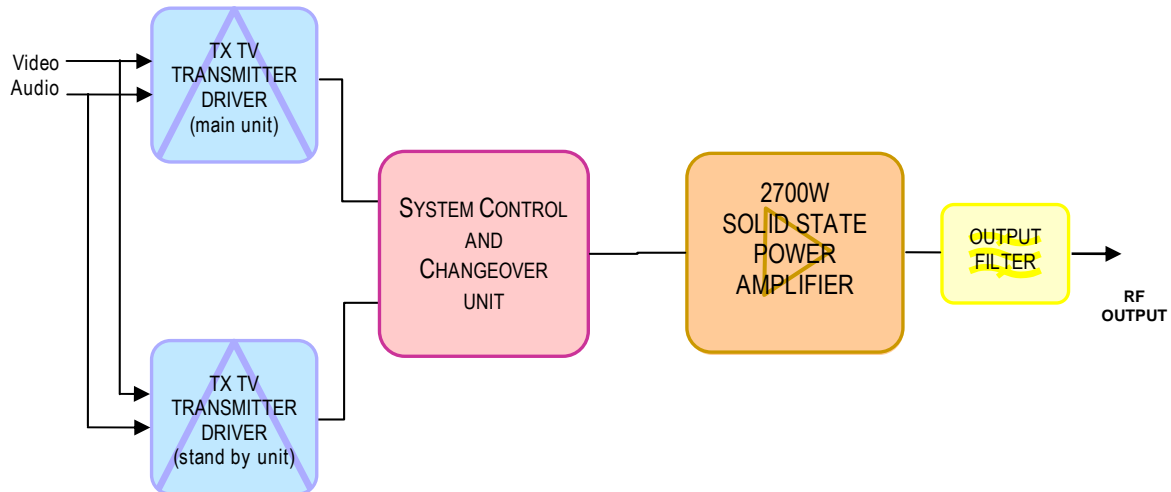 Video
Audio
TX TV
TRANSMITTER
DRIVER
(main unit)
SYSTEM CONTROL
AND
CHANGEOVER
UNIT
2700W
SOLID STATE
POWER
AMPLIFIER
OUTPUT
FILTER
RF
OUTPUT
TX TV
TRANSMITTER
DRIVER
(stand by unit)